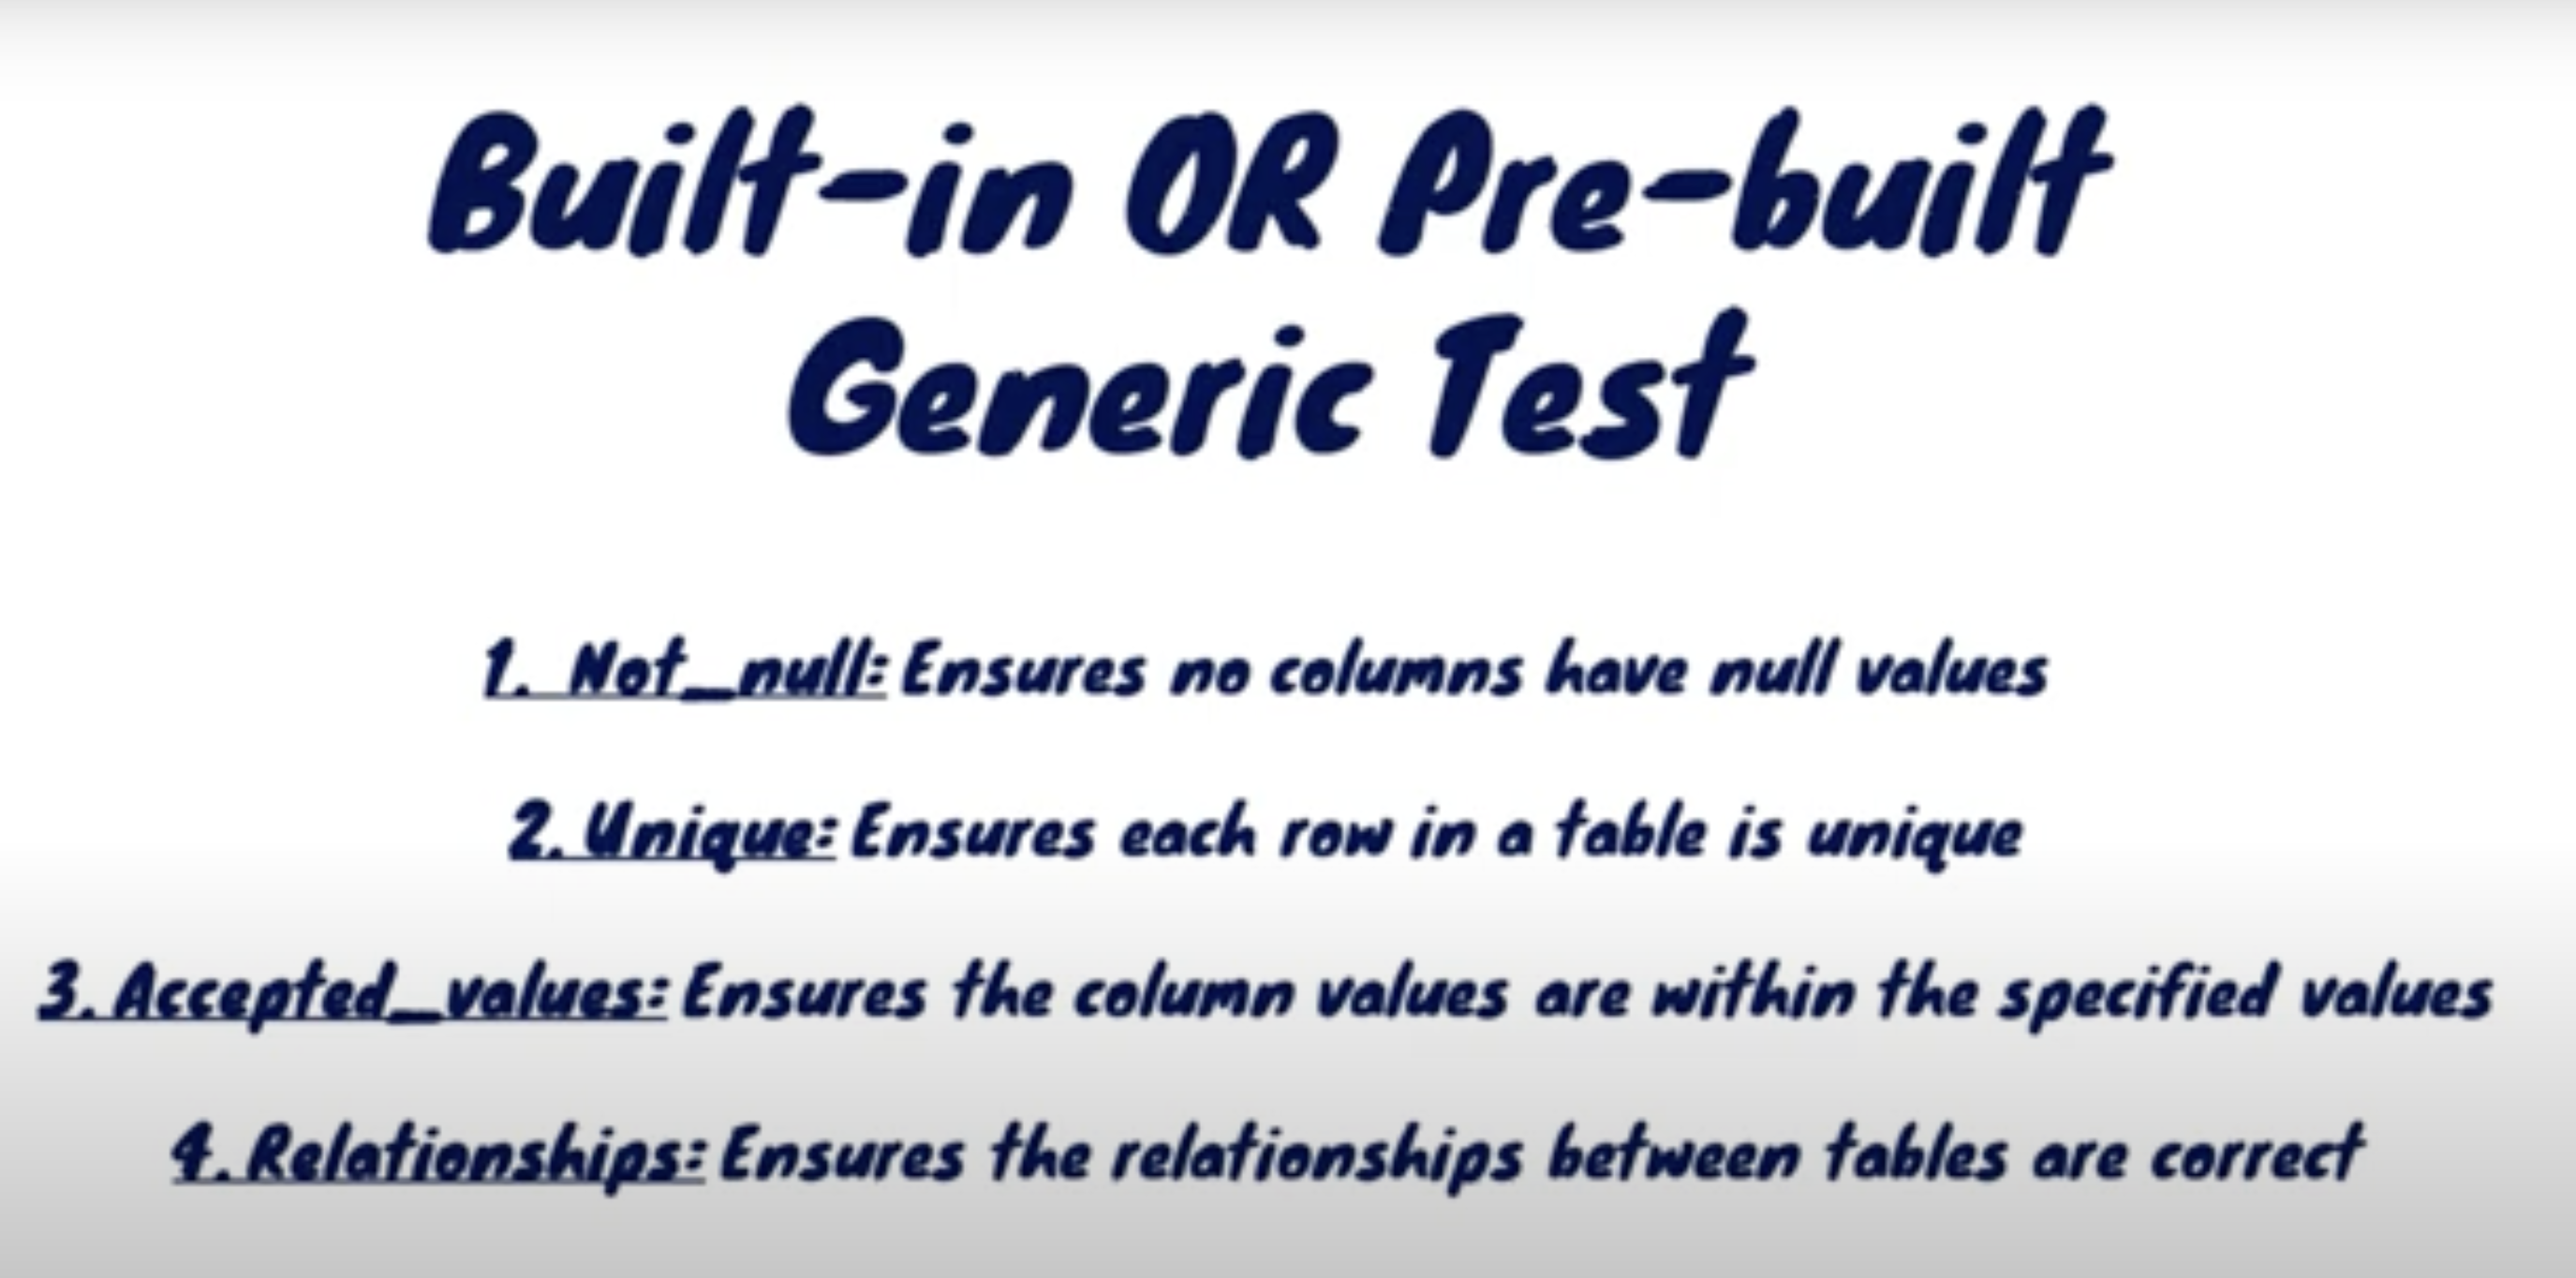 Built-in OR Pre-built
Generic Test
1. Not_null: Ensures no columns have null values
2. Unique: Ensures each row in a table is unique
3. Accepted_values: Ensures the column values are within the specified values
4. Relationships: Ensures the relationships between tables are correct